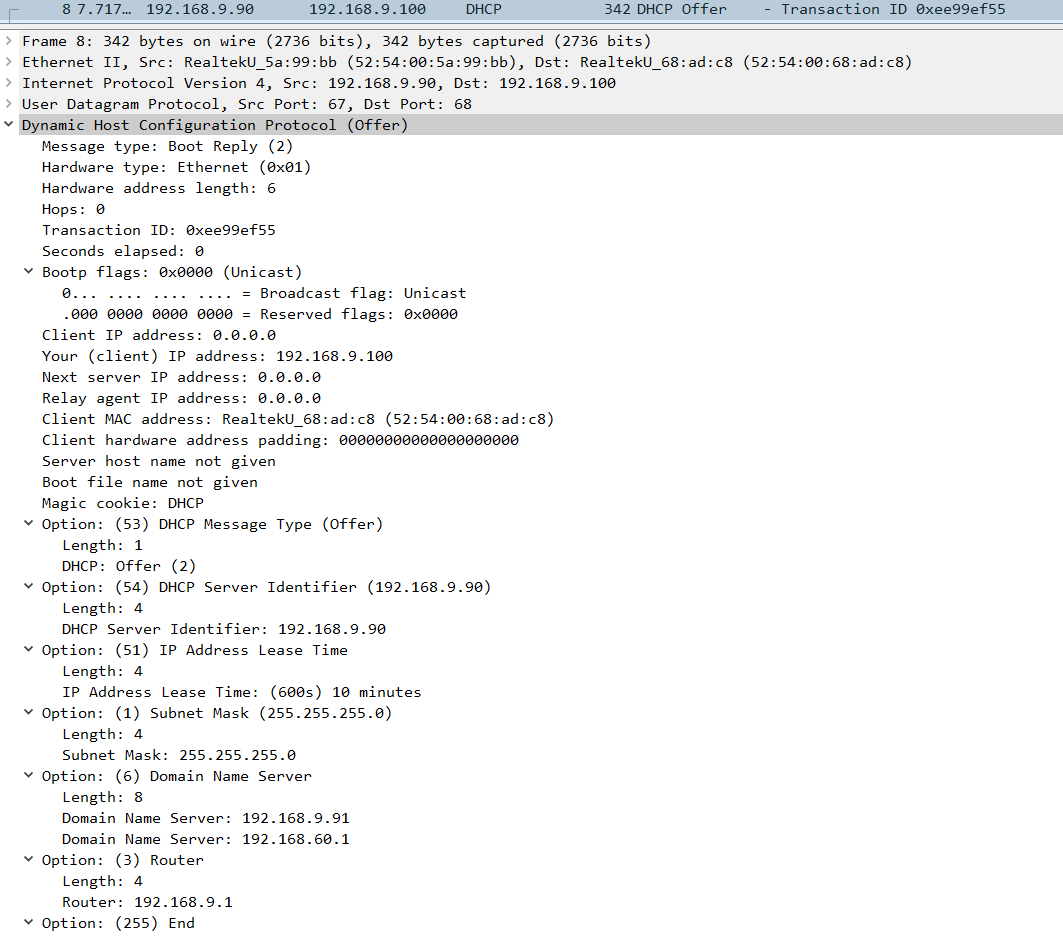 8 7.717… 192.168.9.90 192.168.9.100 DHCP 342 DHCP Offer - Transaction ID 0xee99ef55
Frame 8: 342 bytes on wire (2736 bits), 342 bytes captured (2736 bits)
Ethernet II, Src: RealtekU_5a:99:bb (52:54:00:5a:99:bb), Dst: RealtekU_68:ad:c8 (52:54:00:68:ad:c8)
Internet Protocol Version 4, Src: 192.168.9.90, Dst: 192.168.9.100
User Datagram Protocol, Src Port: 67, Dst Port: 68
Dynamic Host Configuration Protocol (Offer)
Message type: Boot Reply (2)
Hardware type: Ethernet (0x01)
Hardware address length: 6
Hops: 0
Transaction ID: 0xee99ef55
Seconds elapsed: 0
Bootp flags: 0x0000 (Unicast)
0... .... .... .... = Broadcast flag: Unicast
.000 0000 0000 0000 = Reserved flags: 0x0000
Client IP address: 0.0.0.0
Your (client) IP address: 192.168.9.100
Next server IP address: 0.0.0.0
Relay agent IP address: 0.0.0.0
Client MAC address: RealtekU_68:ad:c8 (52:54:00:68:ad:c8)
Client hardware address padding: 00000000000000000000
Server host name not given
Boot file name not given
Magic cookie: DHCP
Option: (53) DHCP Message Type (Offer)
Length: 1
DHCP: Offer (2)
Option: (54) DHCP Server Identifier (192.168.9.90)
Length: 4
DHCP Server Identifier: 192.168.9.90
Option: (51) IP Address Lease Time
Length: 4
IP Address Lease Time: (600s) 10 minutes
Option: (1) Subnet Mask (255.255.255.0)
Length: 4
Subnet Mask: 255.255.255.0
Option: (6) Domain Name Server
Length: 8
Domain Name Server: 192.168.9.91
Domain Name Server: 192.168.60.1
Option: (3) Router
Length: 4
Router: 192.168.9.1
Option: (255) End